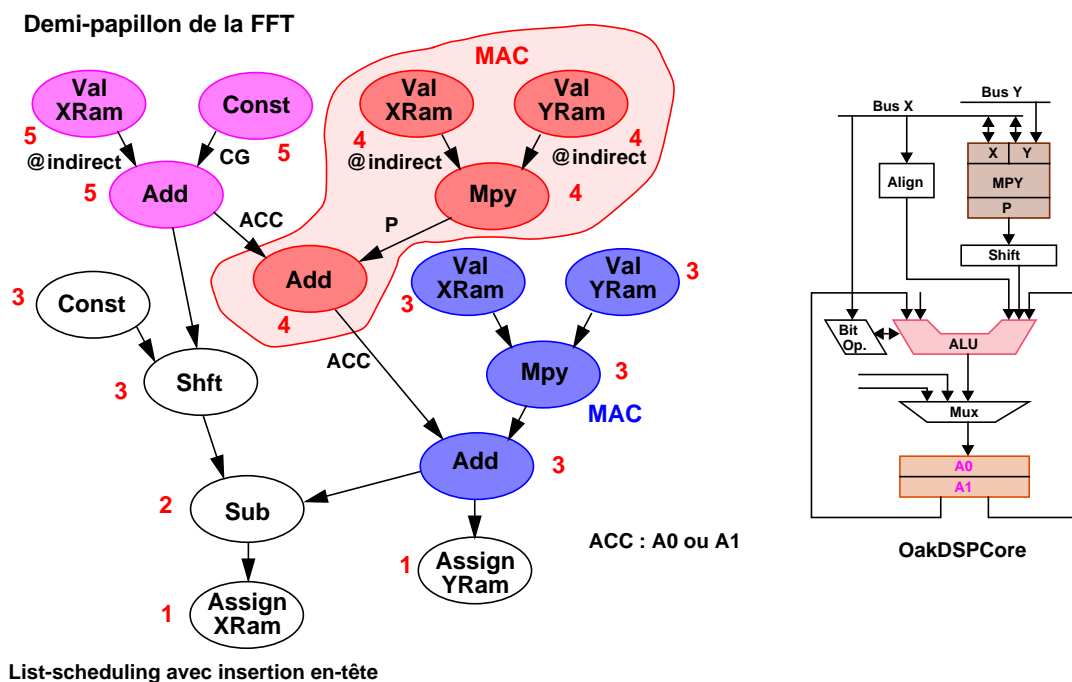 Demi-papillon de la FFT
MAC
Val
XRam
Const
Val
XRam
Val
YRam
5
@indirect
CG
5
4
@indirect
4
@indirect
5
Add
Mpy
4
ACC
P
Add
4
Val
XRam
3
Val
YRam
3
3
Const
ACC
3
Shft
Mpy
3
MAC
Add
3
2
Sub
ACC : A0 ou A1
1
Assign
YRam
1
Assign
XRam
List-scheduling avec insertion en-tête
Bus X
Bus Y
X
Y
MPY
P
Align
Shift
Bit
Op.
ALU
Mux
A0
A1
OakDSPCore